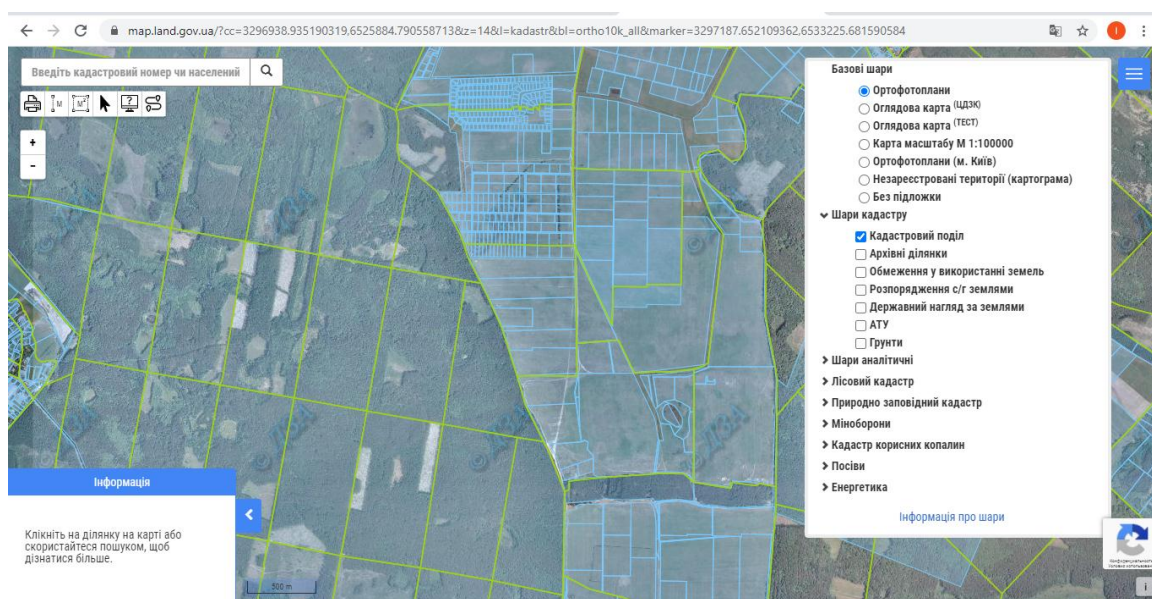 map.land.gov.ua/?cc=3296938.935190319,6525884.790558713&z=14&l=kadastr&bl=ortho10k_all&marker=3297187.652109362,6533225.681590584
Введіть кадастровий номер чи населений
Базові шари
Ортофотоплани
Оглядова карта (ЦДЗК)
Оглядова карта (ТЕСТ)
Карта масштабу М 1:100000
Ортофотоплани (м. Київ)
Незареєстровані території (картограма)
Без підложки
Шари кадастру
Кадастровий поділ
Архівні ділянки
Обмеження у використанні земель
Розпорядження с/г землями
Державний нагляд за землями
АТУ
Ґрунти
Шари аналітичні
Лісовий кадастр
Природно заповідний кадастр
Міноборони
Кадастр корисних копалин
Посіви
Енергетика
Інформація про шари
Інформація
Клікніть на ділянку на карті або
скористайтеся пошуком, щоб
дізнатися більше.
500 m
© ДЗА